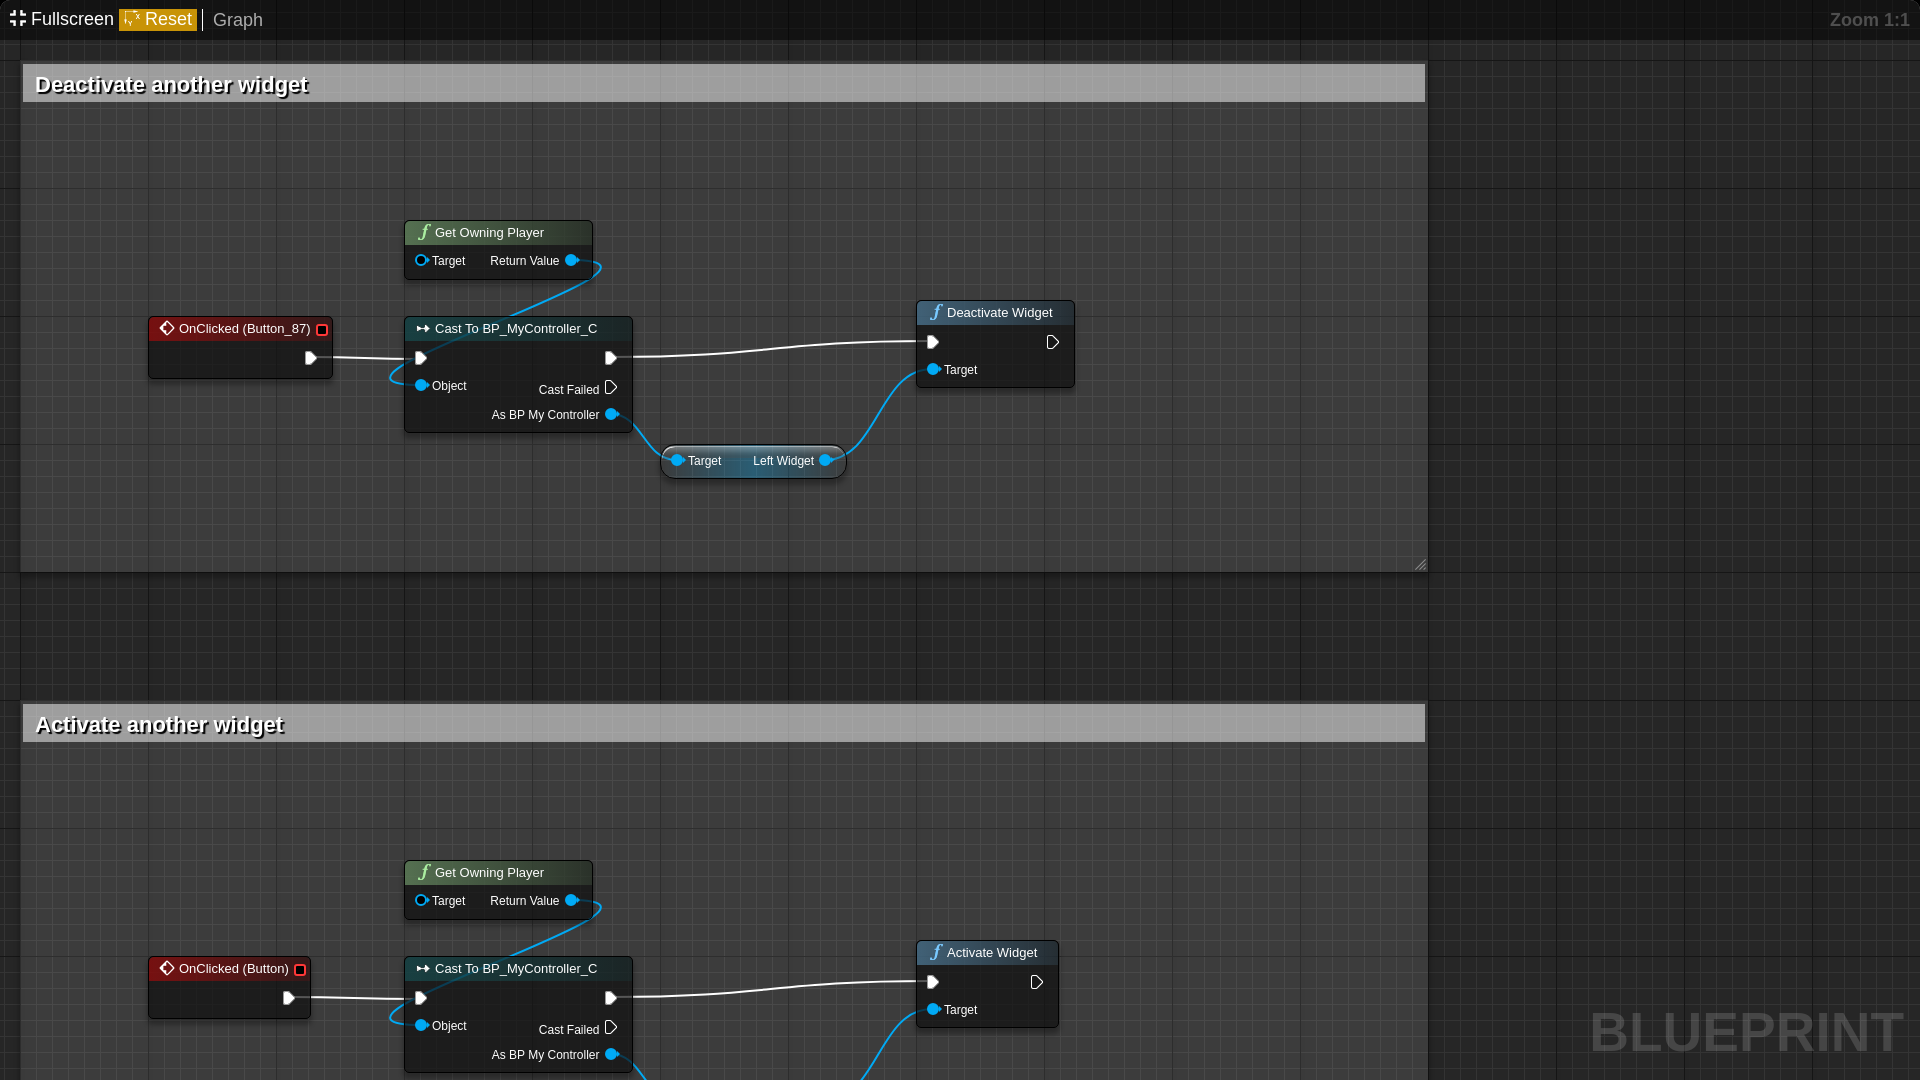 Fullscreen Reset Graph Zoom 1:1
Deactivate another widget
Get Owning Player
Target Return Value
OnClicked (Button_87)
Cast To BP_MyController_C
Object
Cast Failed
As BP My Controller
Deactivate Widget
Target
Target Left Widget
Activate another widget
Get Owning Player
Target Return Value
OnClicked (Button)
Cast To BP_MyController_C
Object
Cast Failed
As BP My Controller
Activate Widget
Target
BLUEPRINT